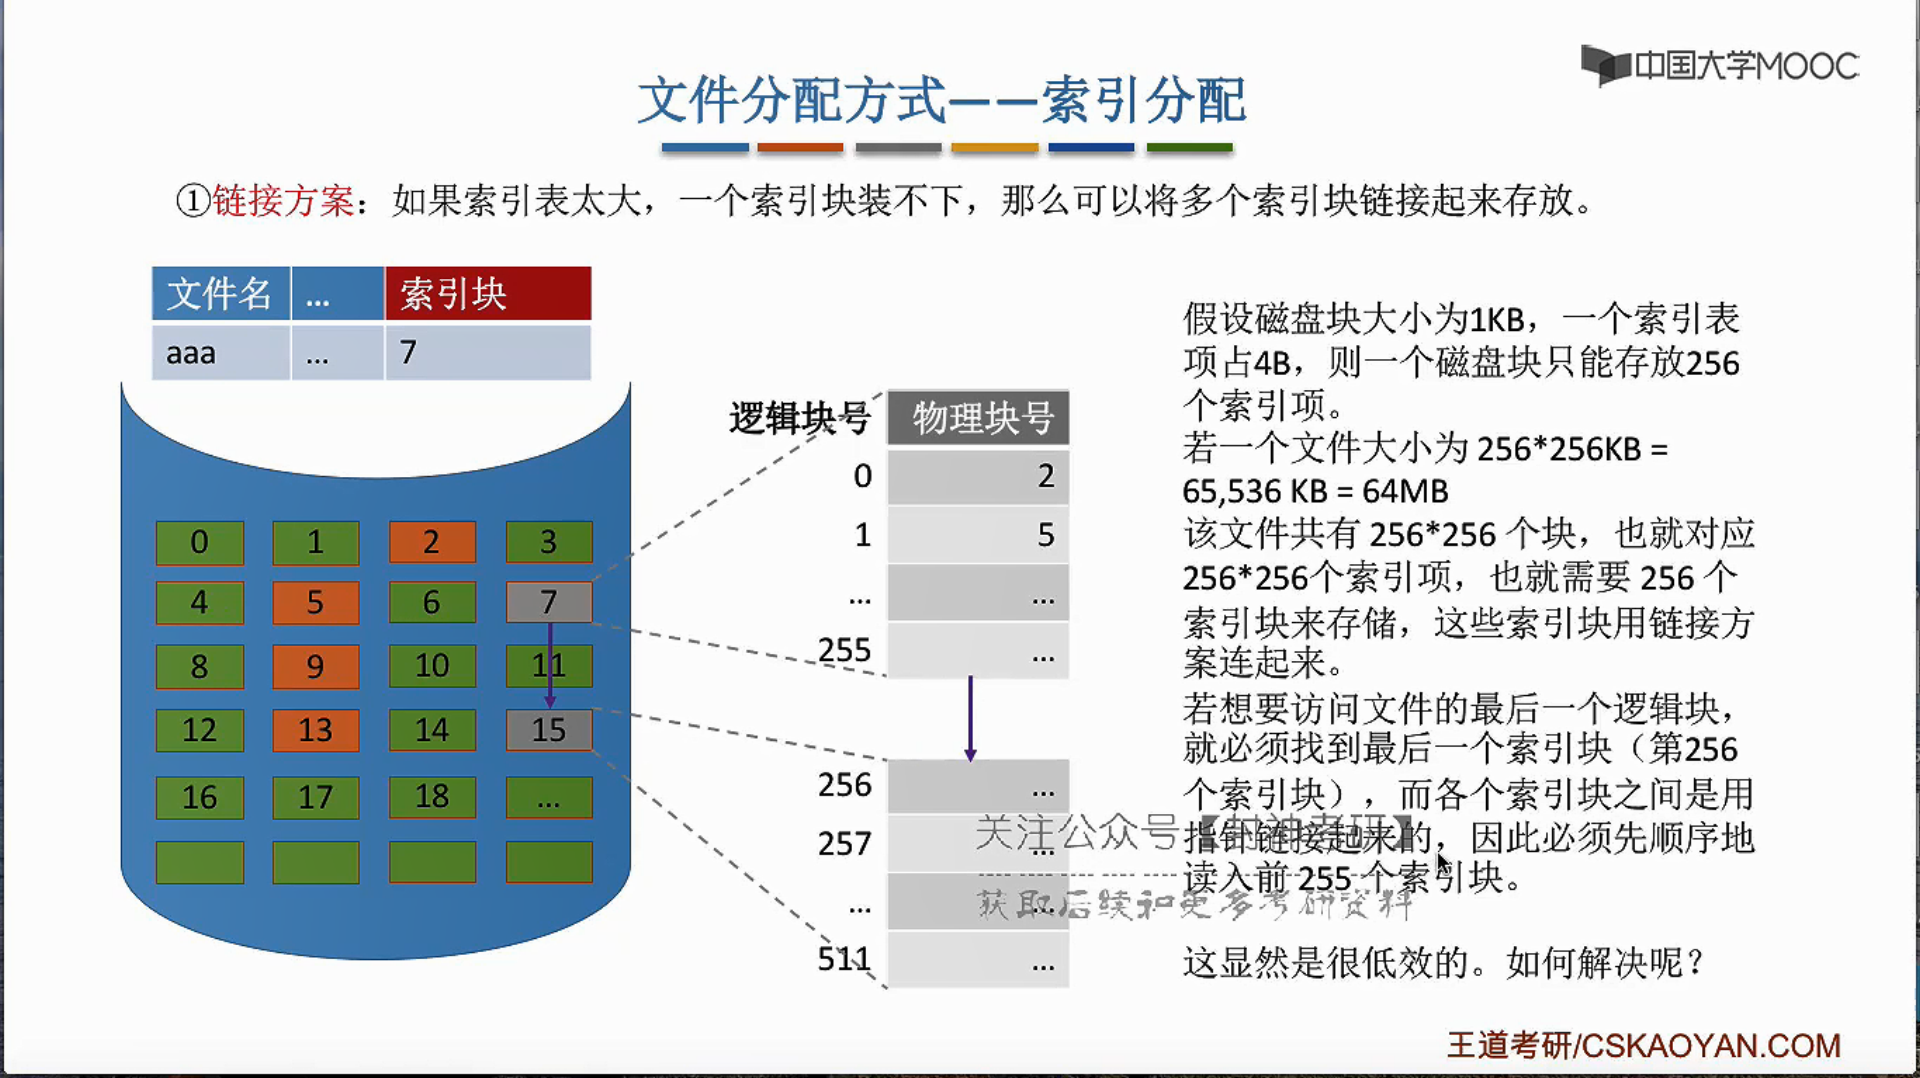 中国大学MOOC
文件分配方式——索引分配
①链接方案：如果索引表太大，一个索引块装不下，那么可以将多个索引块链接起来存放。
文件名 ... 索引块
aaa ... 7
0 1 2 3
4 5 6 7
8 9 10 11
12 13 14 15
16 17 18 ...
逻辑块号 物理块号
0 2
1 5
... ...
255 ...
256 ...
257 ...
... ...
511 ...
假设磁盘块大小为1KB，一个索引表
项占4B，则一个磁盘块只能存放256
个索引项。
若一个文件大小为 256*256KB =
65,536 KB = 64MB
该文件共有 256*256 个块，也就对应
256*256个索引项，也就需要 256 个
索引块来存储，这些索引块用链接方
案连起来。
若想要访问文件的最后一个逻辑块，
就必须找到最后一个索引块（第256
个索引块），而各个索引块之间是用
指针链接起来的，因此必须先顺序地
读入前 255 个索引块。
这显然是很低效的。如何解决呢？
关注公众号【封神考研】
获取后续和更多考研资料
王道考研/CSKAOYAN.COM